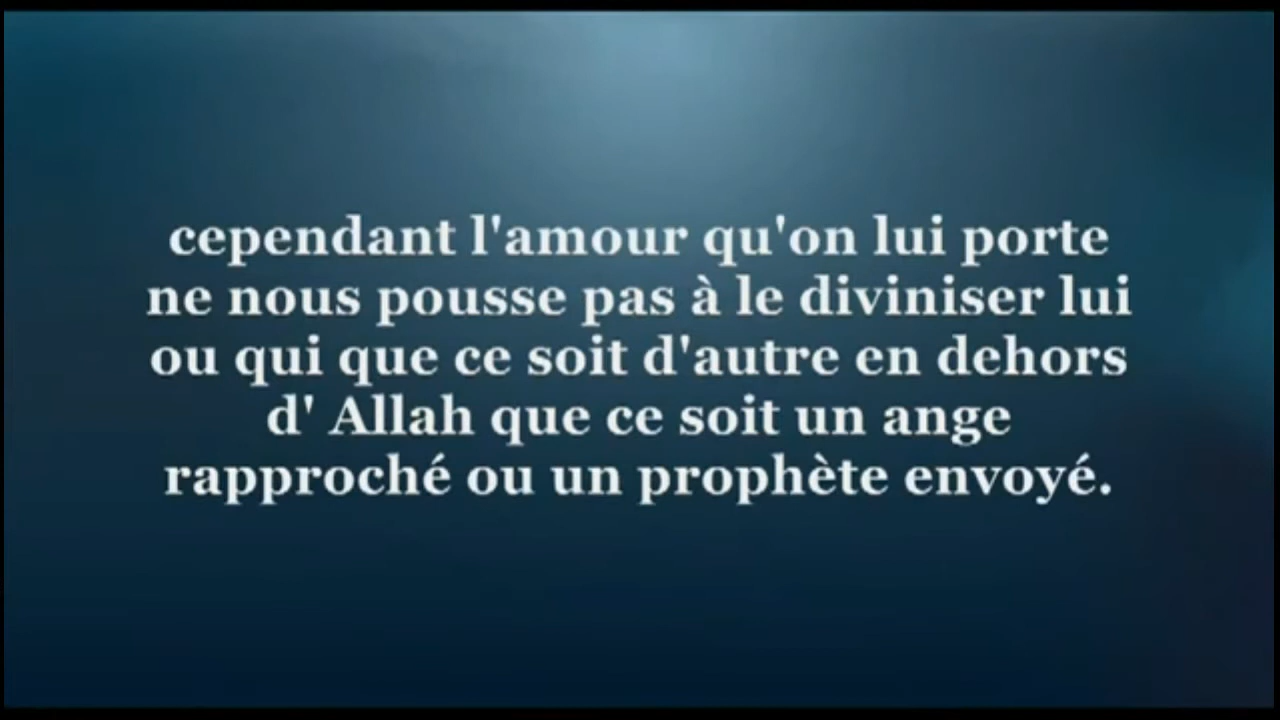 cependant l'amour qu'on lui porte
ne nous pousse pas à le diviniser lui
ou qui que ce soit d'autre en dehors
d' Allah que ce soit un ange
rapproché ou un prophète envoyé.